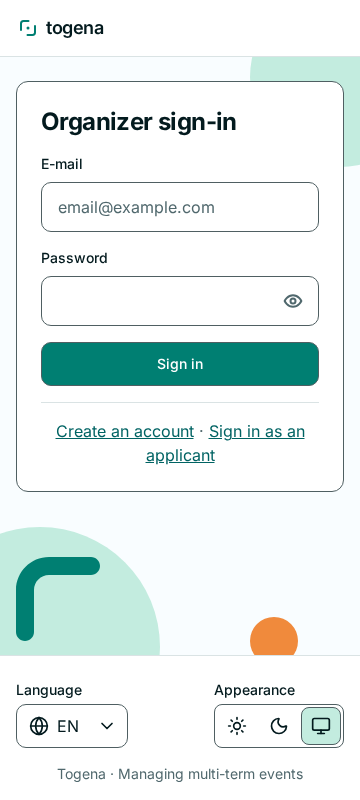 togena
Organizer sign-in
E-mail
email@example.com
Password
Sign in
Create an account · Sign in as an
applicant
Language
Appearance
EN
Togena · Managing multi-term events